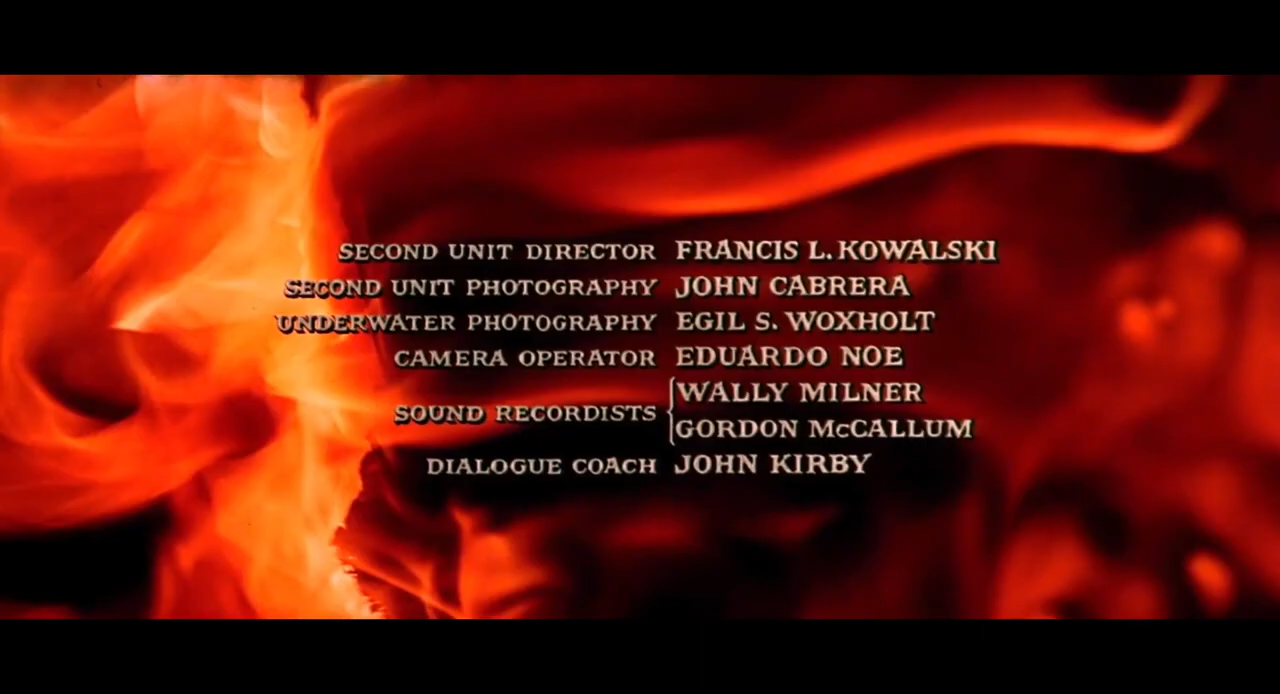 SECOND UNIT DIRECTOR FRANCIS L. KOWALSKI
SECOND UNIT PHOTOGRAPHY JOHN CABRERA
UNDERWATER PHOTOGRAPHY EGIL S. WOXHOLT
CAMERA OPERATOR EDUARDO NOE
SOUND RECORDISTS WALLY MILNER
GORDON McCALLUM
DIALOGUE COACH JOHN KIRBY